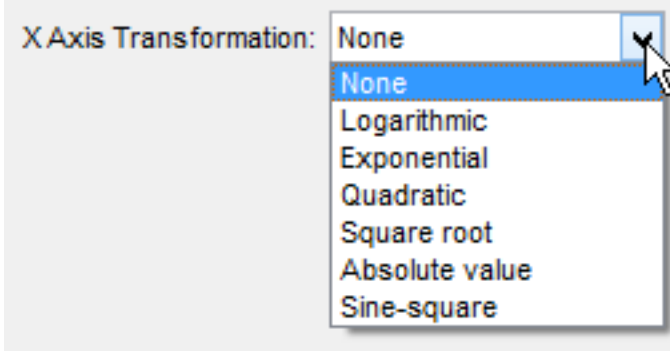 X Axis Transformation: None
None
Logarithmic
Exponential
Quadratic
Square root
Absolute value
Sine-square